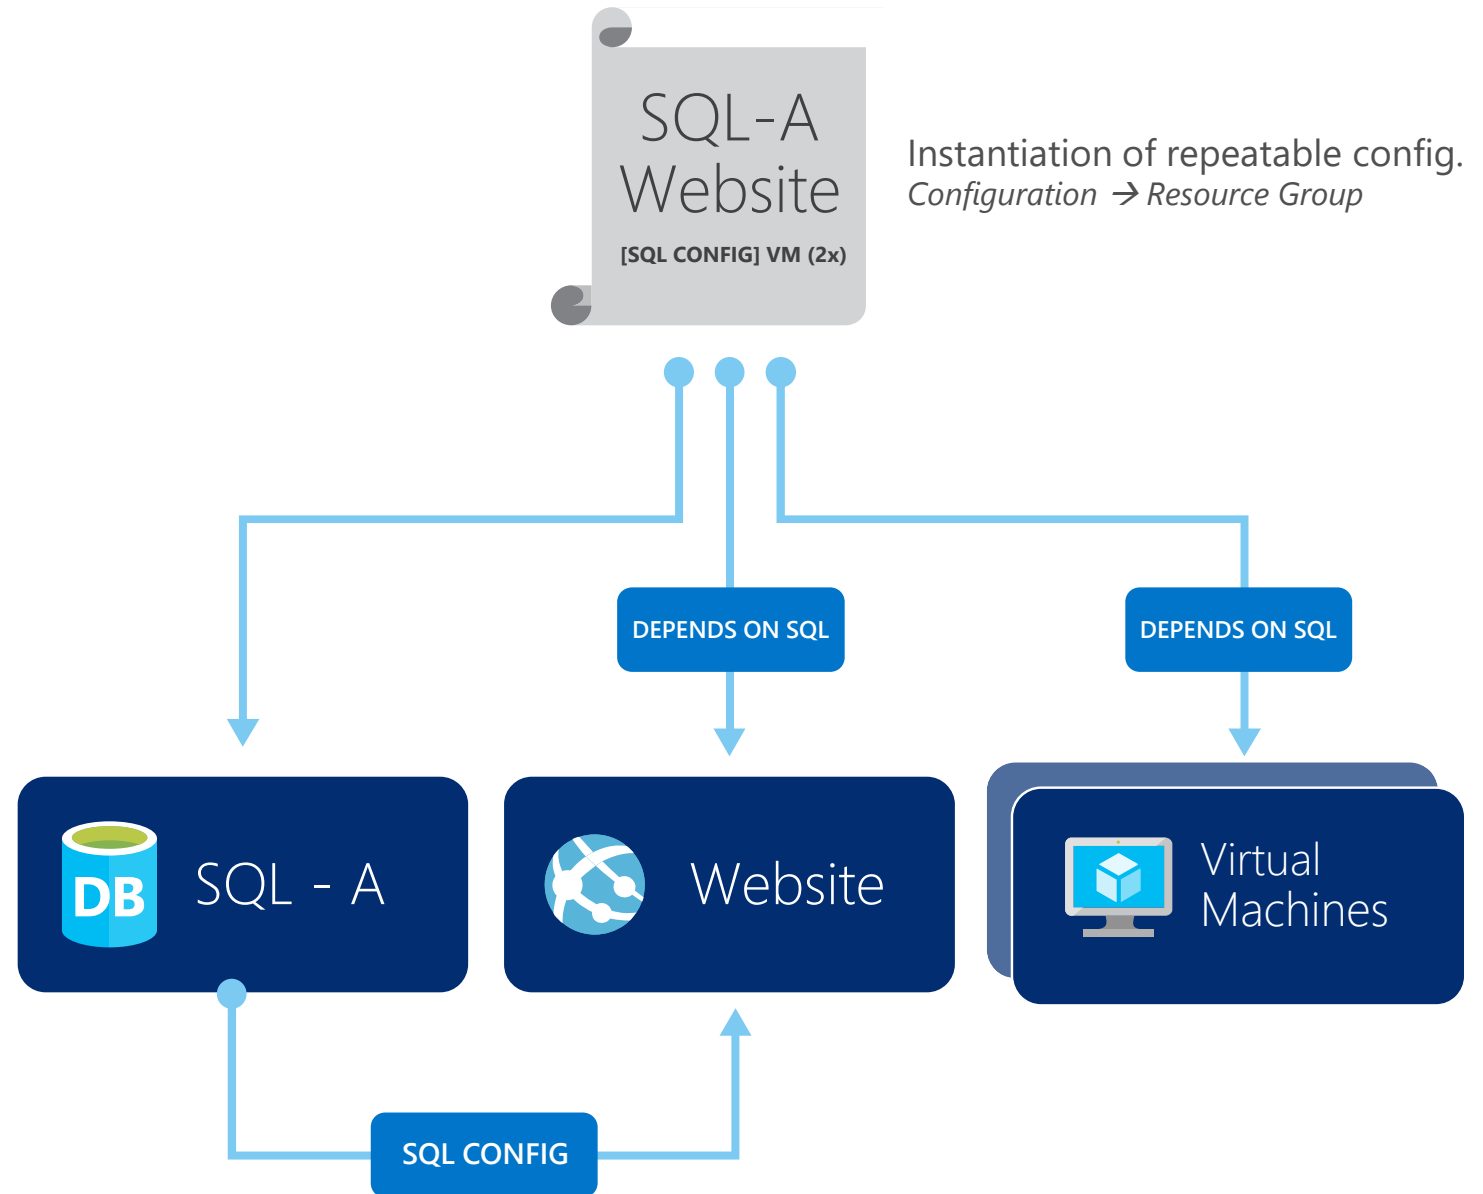 SQL-A
Website
[SQL CONFIG] VM (2x)
Instantiation of repeatable config.
Configuration → Resource Group
DEPENDS ON SQL
DEPENDS ON SQL
DB
SQL - A
Website
Virtual
Machines
SQL CONFIG